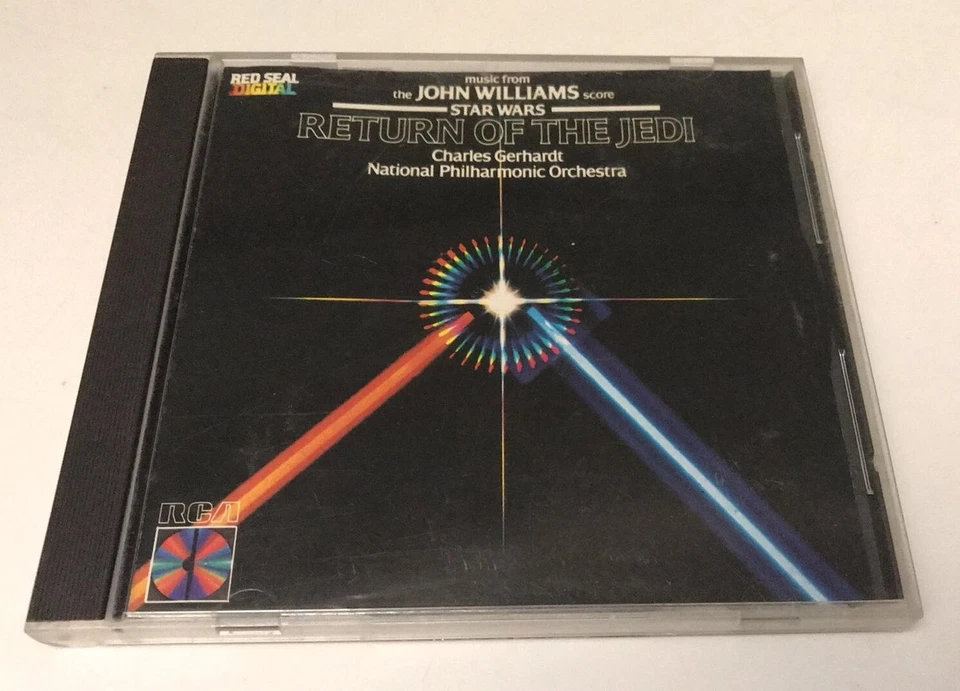 RED SEAL
DIGITAL
music from
the JOHN WILLIAMS score
STAR WARS
RETURN OF THE JEDI
Charles Gerhardt
National Philharmonic Orchestra
RCA